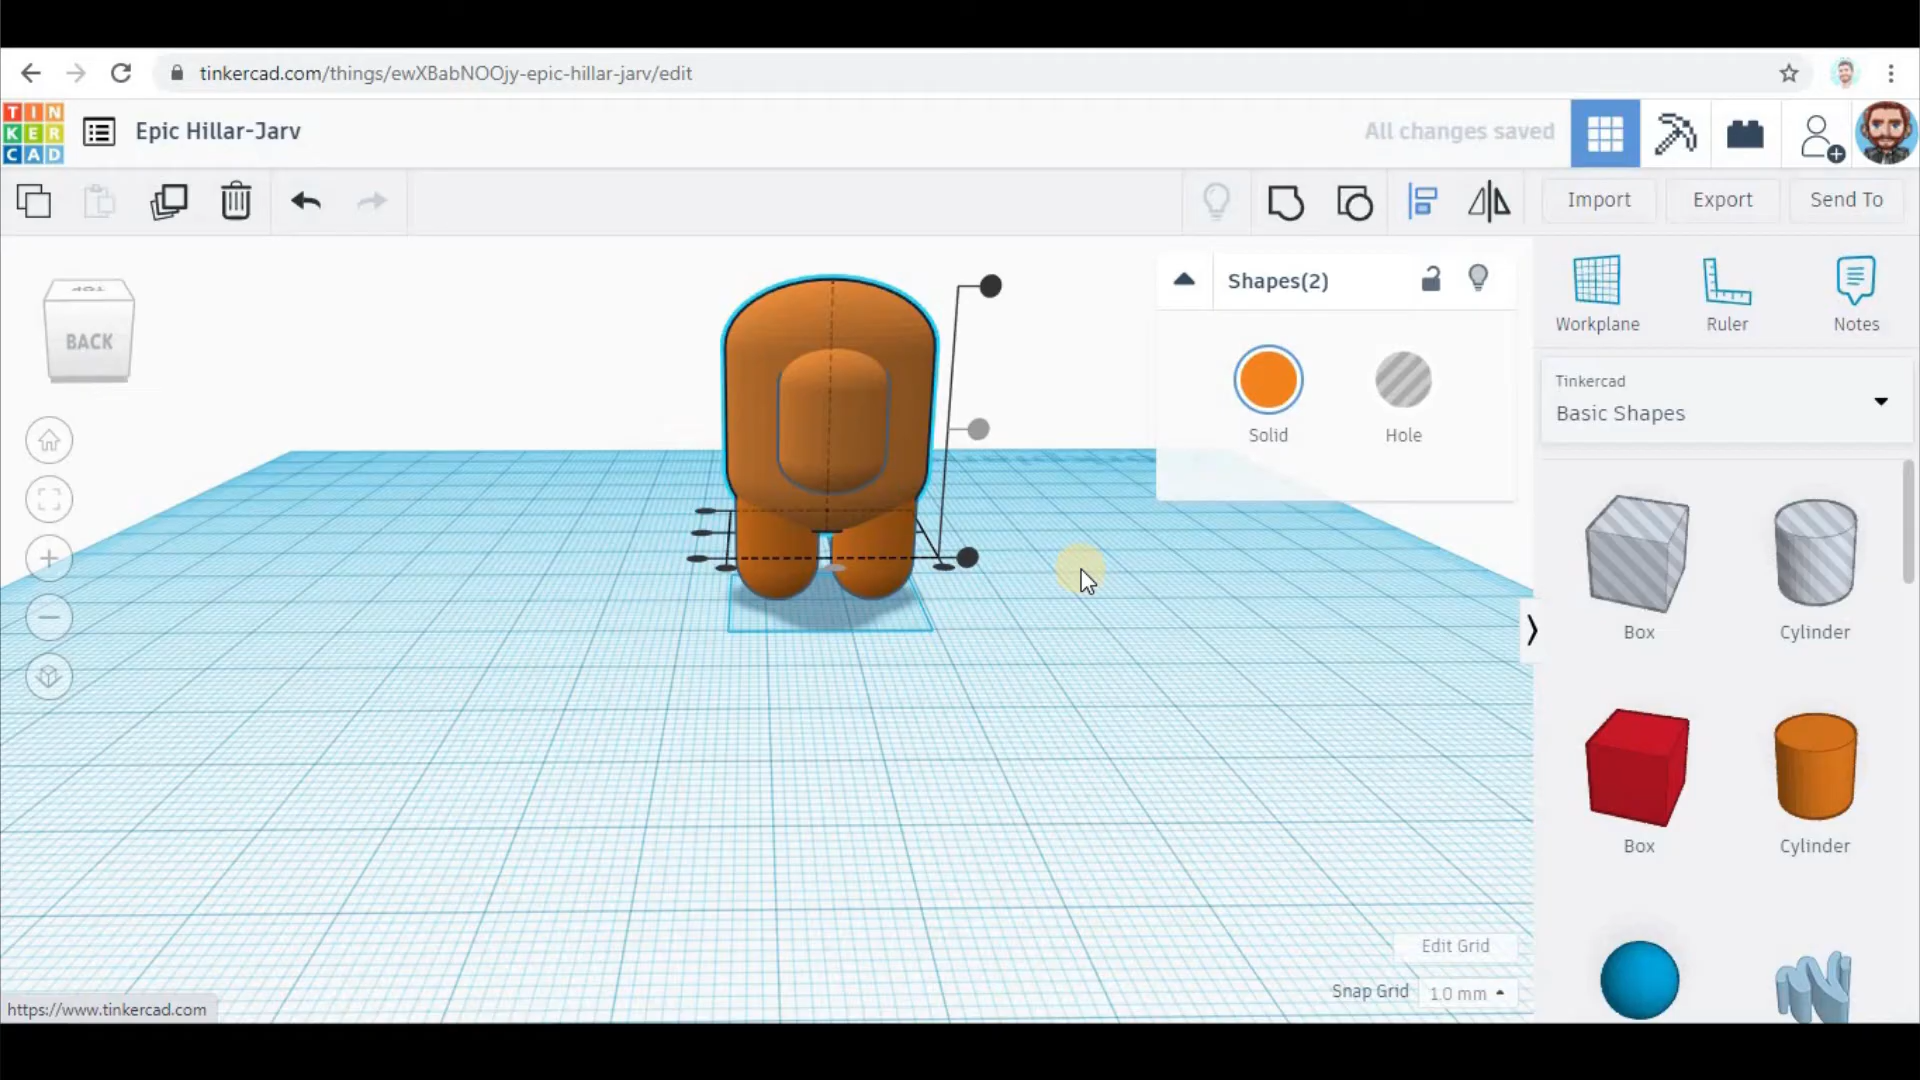 tinkercad.com/things/ewXBabNOOjy-epic-hillar-jarv/edit
TIN
KER
CAD
Epic Hillar-Jarv
All changes saved
Import
Export
Send To
TOP
BACK
Shapes(2)
Solid
Hole
Workplane
Ruler
Notes
Tinkercad
Basic Shapes
Box
Cylinder
Box
Cylinder
Edit Grid
Snap Grid 1.0 mm
https://www.tinkercad.com